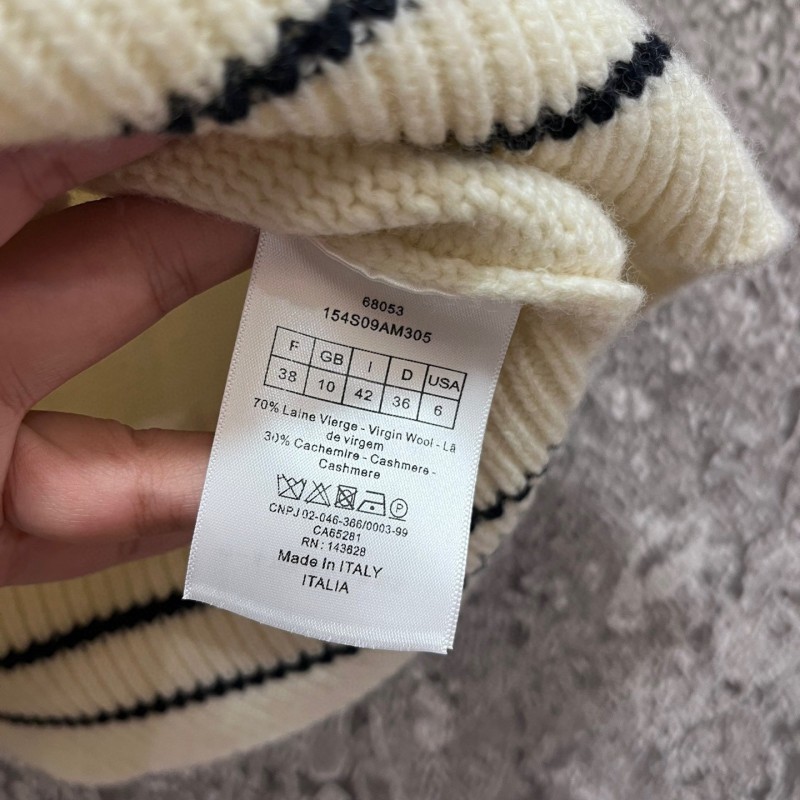 68053
154S09AM305
F GB I D USA
38 10 42 36 6
70% Laine Vierge - Virgin Wool - Lã
de virgem
30% Cachemire - Cashmere -
Cashmere
P
CNPJ 02-046-366/0003-99
CA65281
RN : 143828
Made In ITALY
ITALIA